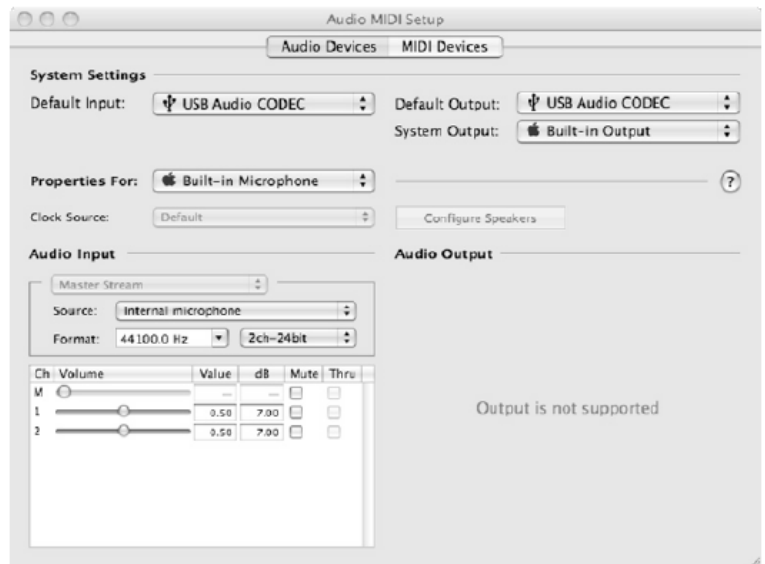 Audio MIDI Setup
Audio Devices MIDI Devices
System Settings
Default Input: USB Audio CODEC
Default Output: USB Audio CODEC
System Output: Built-in Output
Properties For: Built-in Microphone
?
Clock Source: Default
Configure Speakers
Audio Input
Audio Output
Master Stream
Source: Internal microphone
Format: 44100.0 Hz 2ch-24bit
Ch Volume Value dB Mute Thru
M — —
1 0.50 7.00
2 0.50 7.00
Output is not supported